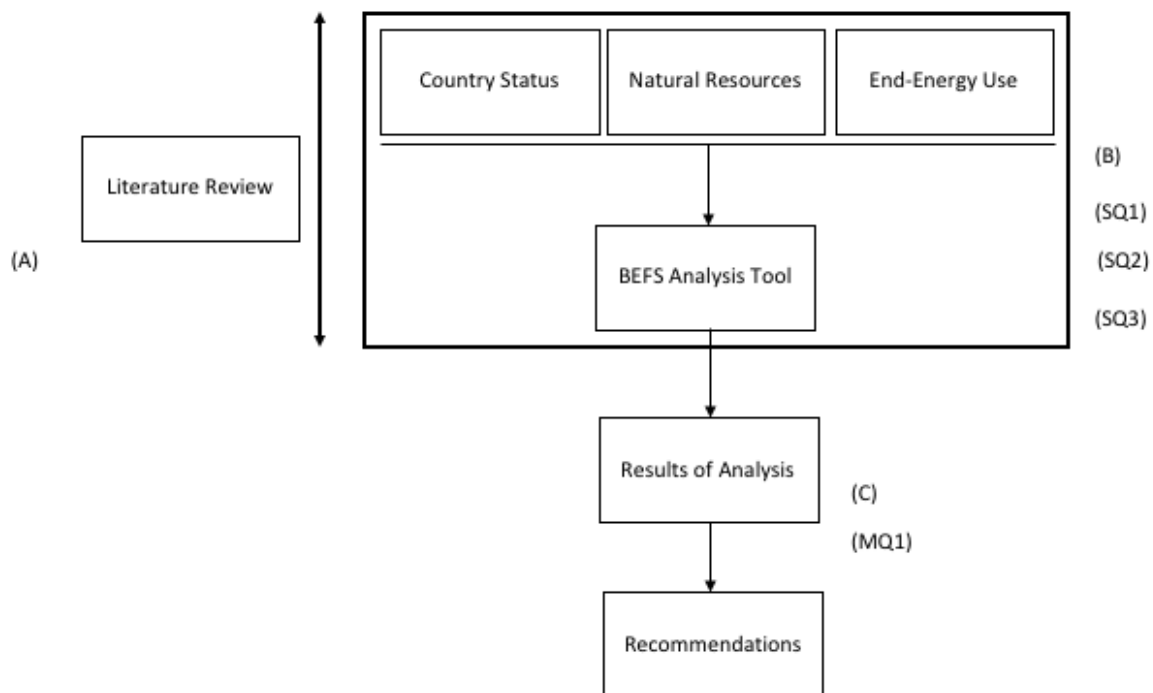 Country Status
Natural Resources
End-Energy Use
Literature Review
(A)
(B)
(SQ1)
(SQ2)
(SQ3)
BEFS Analysis Tool
Results of Analysis
(C)
(MQ1)
Recommendations